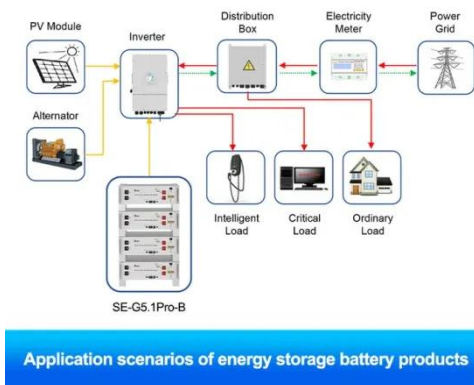 PV Module
Inverter
Distribution
Box
Electricity
Meter
Power
Grid
Alternator
Intelligent
Load
Critical
Load
Ordinary
Load
SE-G5.1Pro-B
Application scenarios of energy storage battery products